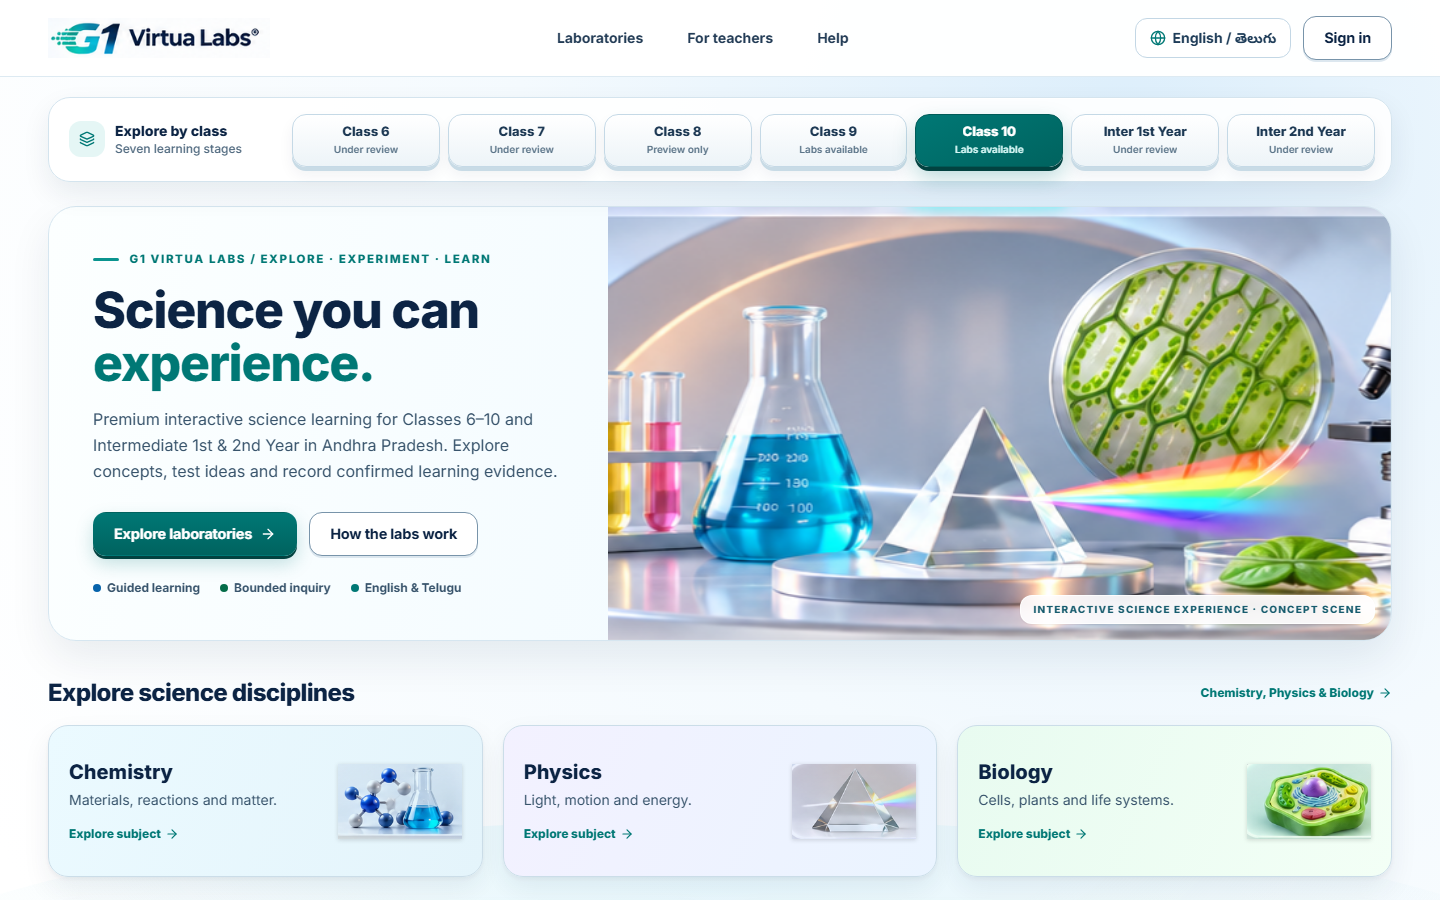 G1 Virtua Labs®
Laboratories
For teachers
Help
English / తెలుగు
Sign in
Explore by class
Seven learning stages
Class 6
Under review
Class 7
Under review
Class 8
Preview only
Class 9
Labs available
Class 10
Labs available
Inter 1st Year
Under review
Inter 2nd Year
Under review
G1 VIRTUA LABS / EXPLORE · EXPERIMENT · LEARN
Science you can
experience.
Premium interactive science learning for Classes 6–10 and
Intermediate 1st & 2nd Year in Andhra Pradesh. Explore
concepts, test ideas and record confirmed learning evidence.
Explore laboratories →
How the labs work
Guided learning
Bounded inquiry
English & Telugu
100
INTERACTIVE SCIENCE EXPERIENCE · CONCEPT SCENE
Explore science disciplines
Chemistry, Physics & Biology →
Chemistry
Materials, reactions and matter.
Explore subject →
Physics
Light, motion and energy.
Explore subject →
Biology
Cells, plants and life systems.
Explore subject →